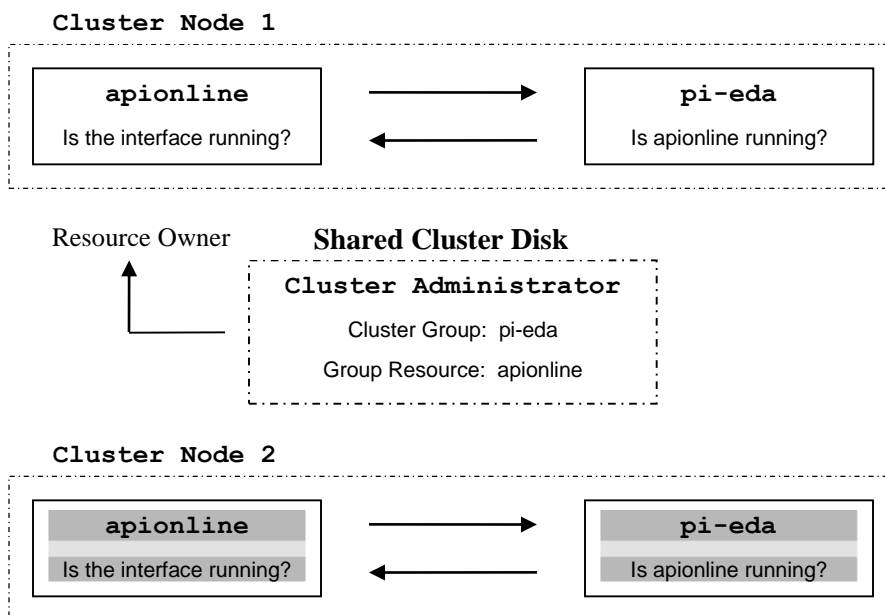 Cluster Node 1
apionline
Is the interface running?
pi-eda
Is apionline running?
Resource Owner
Shared Cluster Disk
Cluster Administrator
Cluster Group: pi-eda
Group Resource: apionline
Cluster Node 2
apionline
Is the interface running?
pi-eda
Is apionline running?